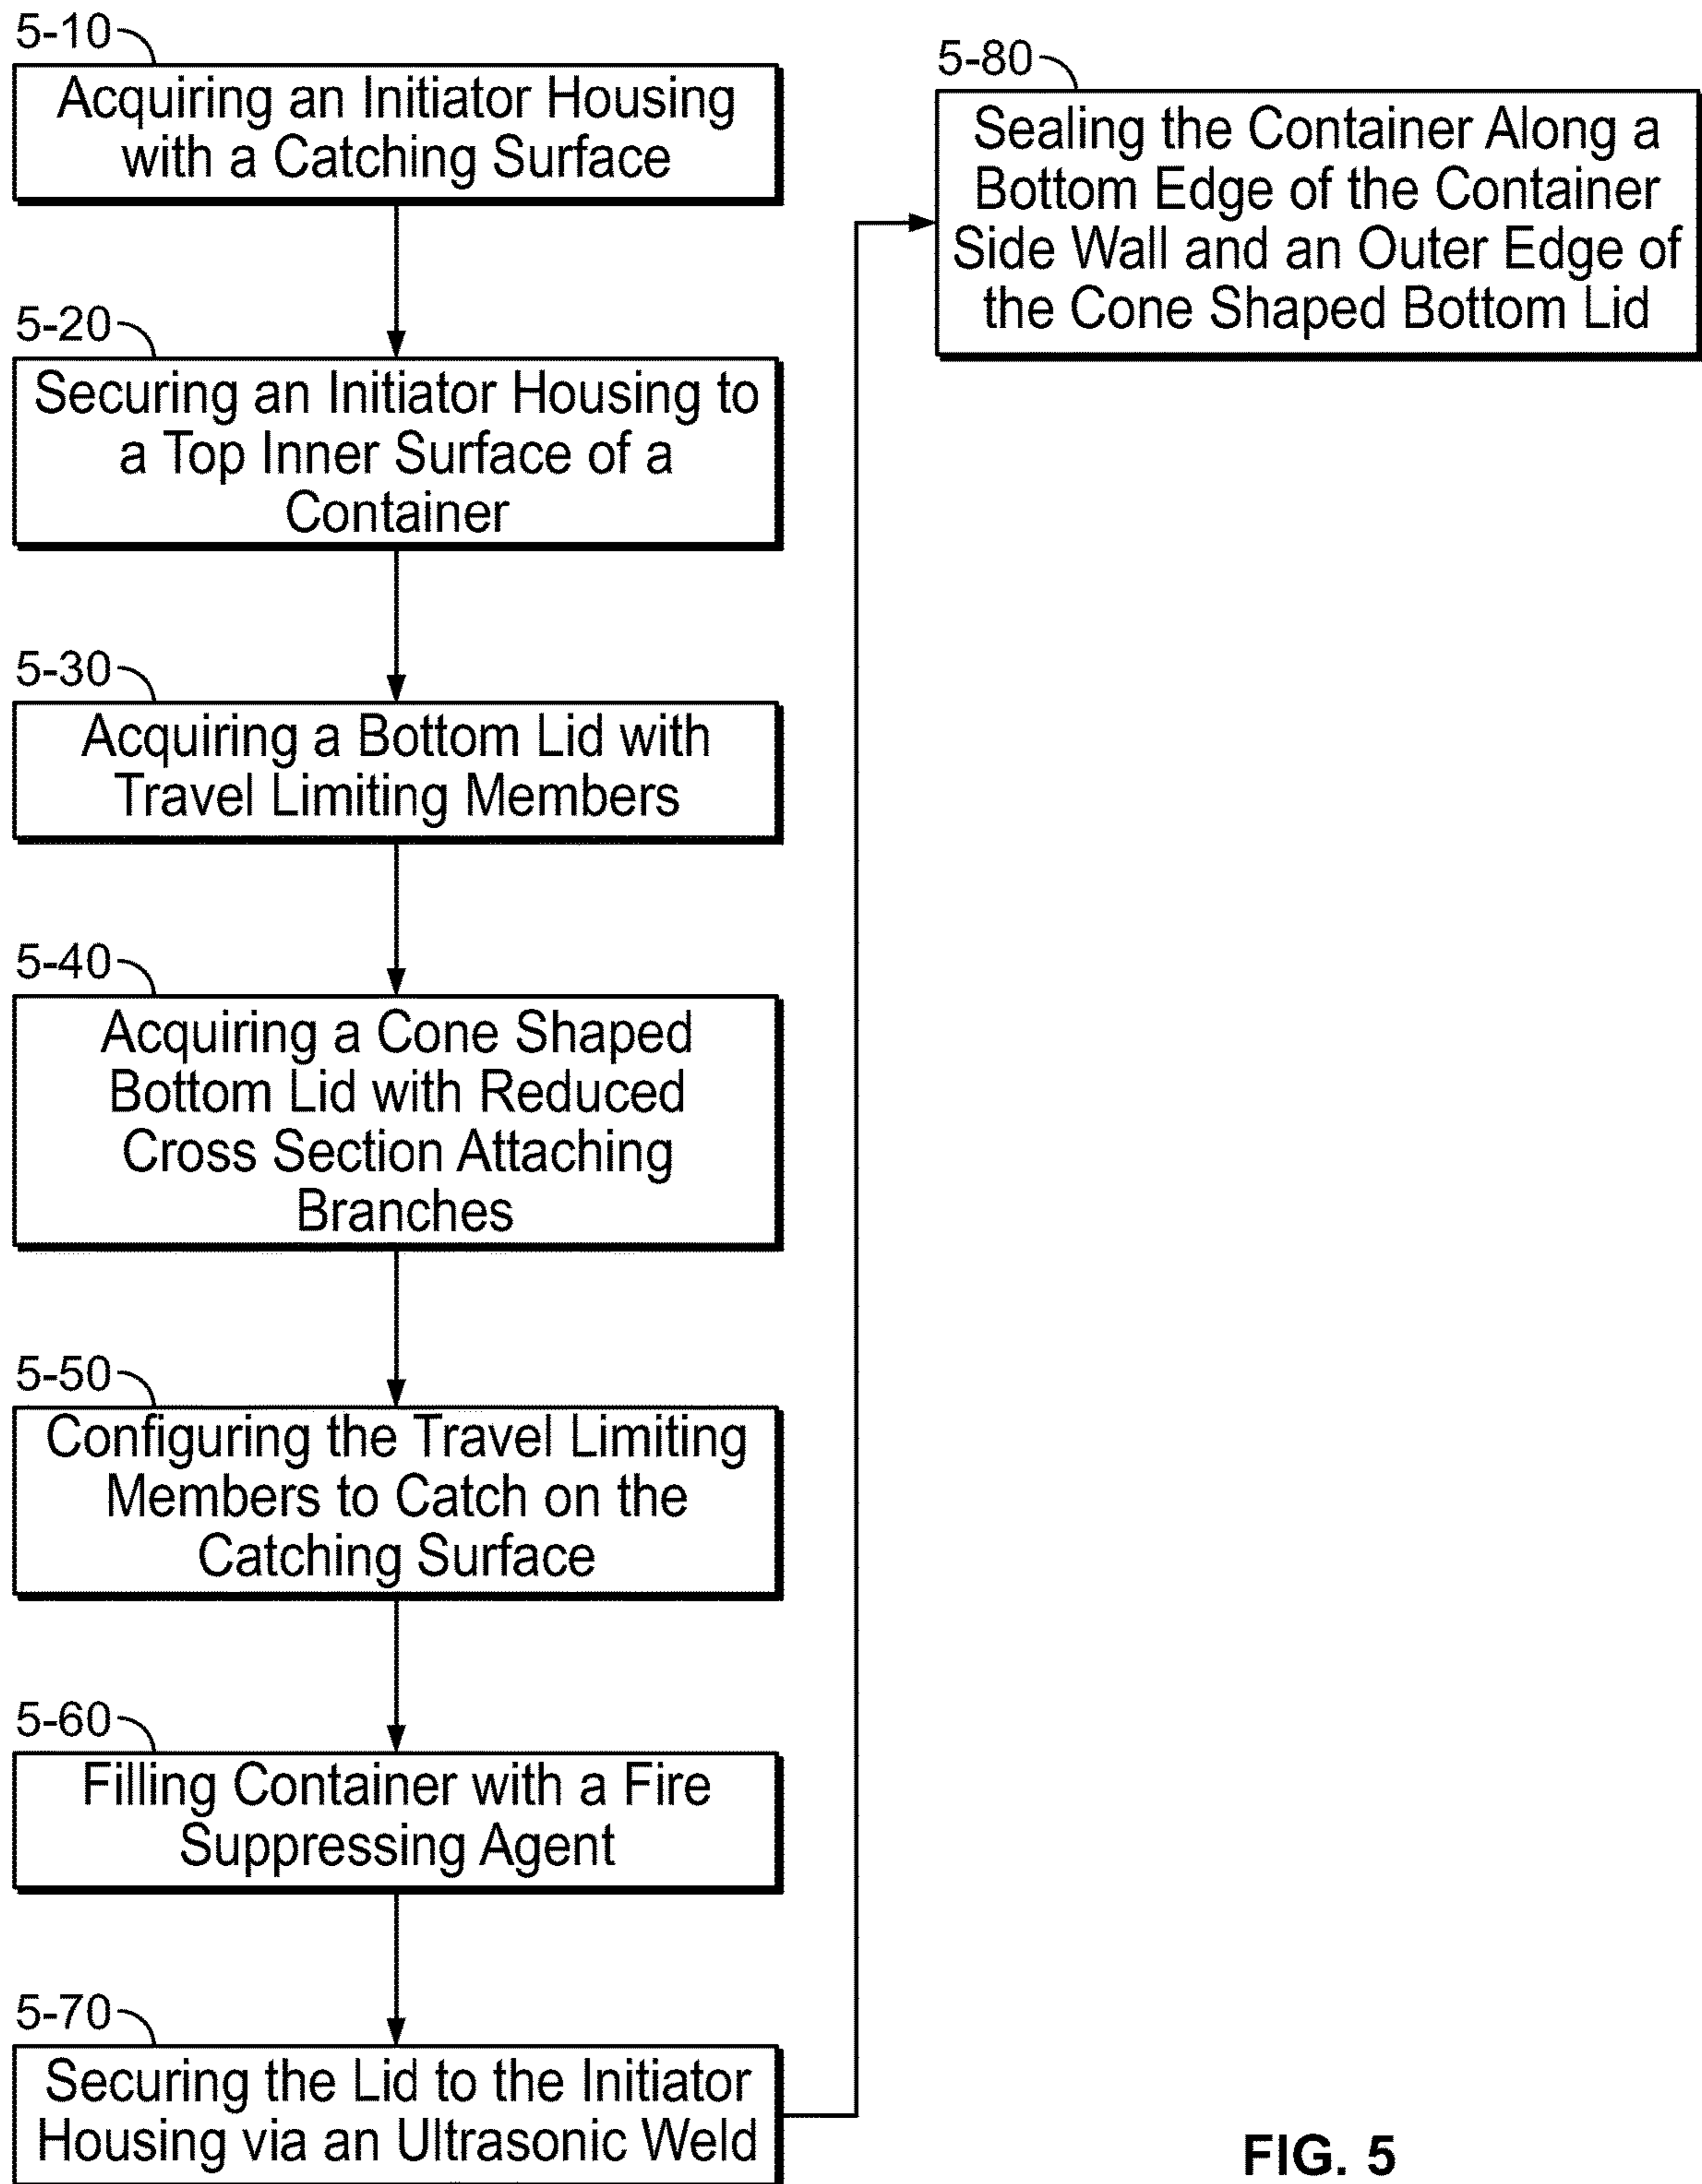 5-10
Acquiring an Initiator Housing
with a Catching Surface
5-20
Securing an Initiator Housing to
a Top Inner Surface of a
Container
5-30
Acquiring a Bottom Lid with
Travel Limiting Members
5-40
Acquiring a Cone Shaped
Bottom Lid with Reduced
Cross Section Attaching
Branches
5-50
Configuring the Travel Limiting
Members to Catch on the
Catching Surface
5-60
Filling Container with a Fire
Suppressing Agent
5-70
Securing the Lid to the Initiator
Housing via an Ultrasonic Weld
5-80
Sealing the Container Along a
Bottom Edge of the Container
Side Wall and an Outer Edge of
the Cone Shaped Bottom Lid
FIG. 5